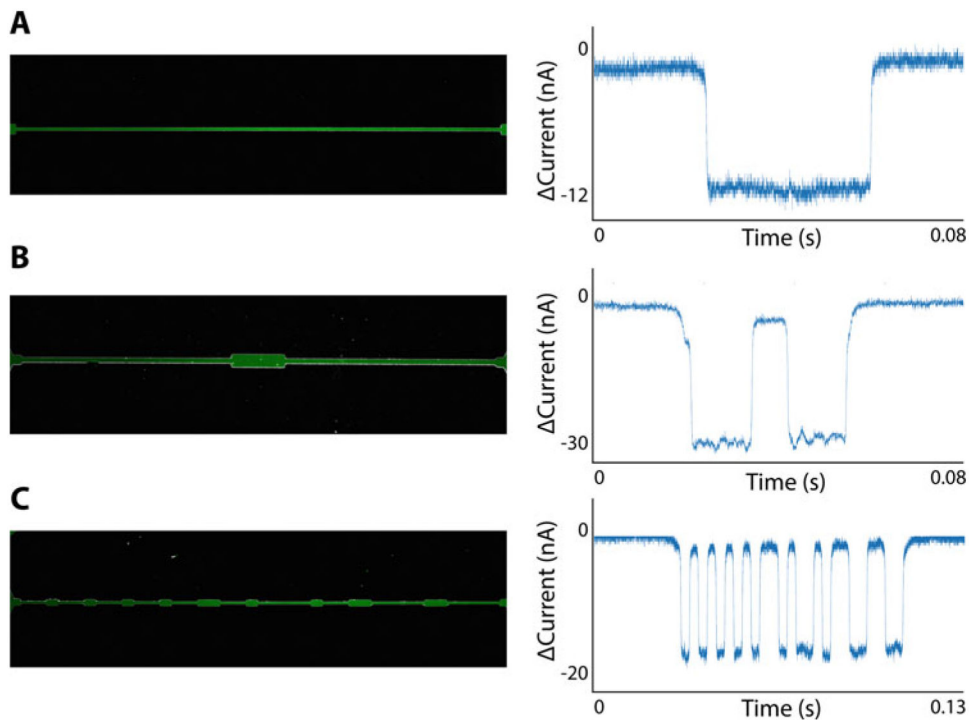 A
0
ΔCurrent (nA)
-12
0
Time (s)
0.08
B
0
ΔCurrent (nA)
-30
0
Time (s)
0.08
C
0
ΔCurrent (nA)
-20
0
Time (s)
0.13